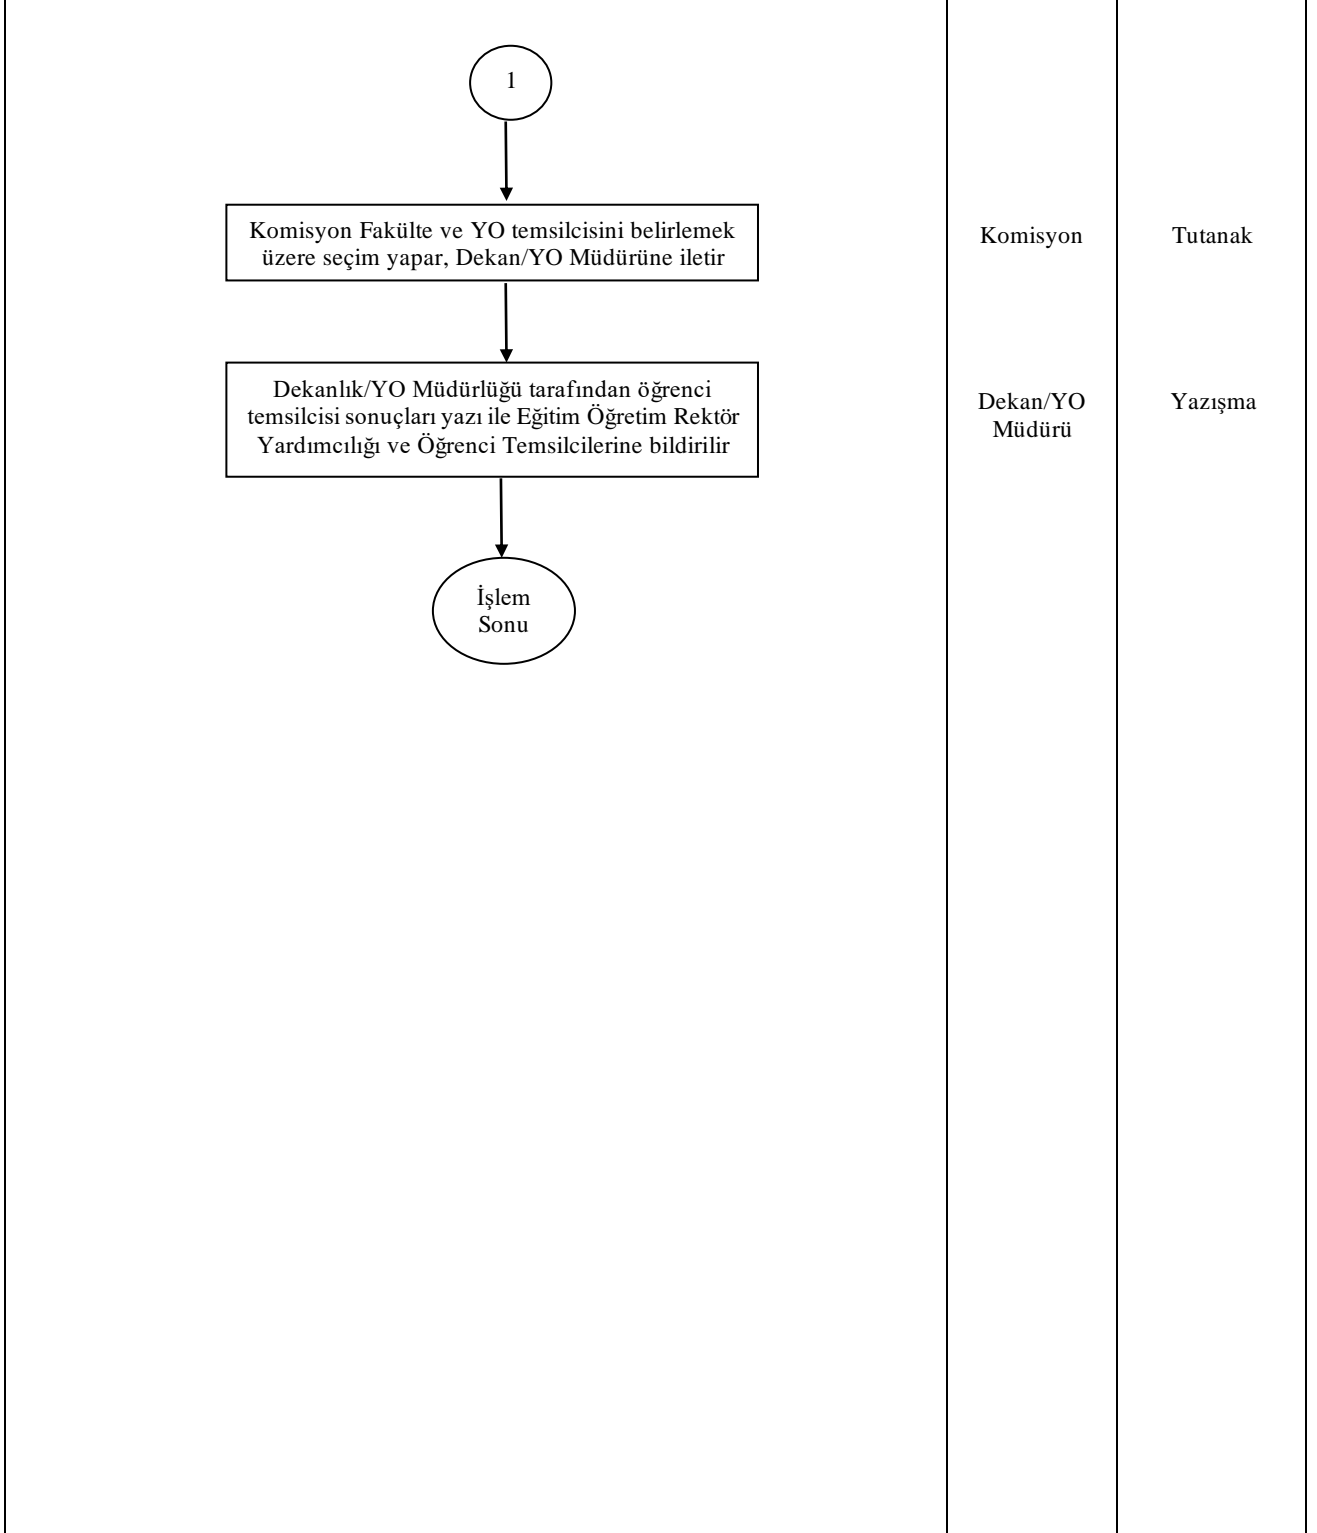 1
Komisyon Fakülte ve YO temsilcisini belirlemek
üzere seçim yapar, Dekan/YO Müdürüne iletir
Komisyon
Tutanak
Dekanlık/YO Müdürlüğü tarafından öğrenci
temsilcisi sonuçları yazı ile Eğitim Öğretim Rektör
Yardımcılığı ve Öğrenci Temsilcilerine bildirilir
Dekan/YO
Müdürü
Yazışma
İşlem
Sonu